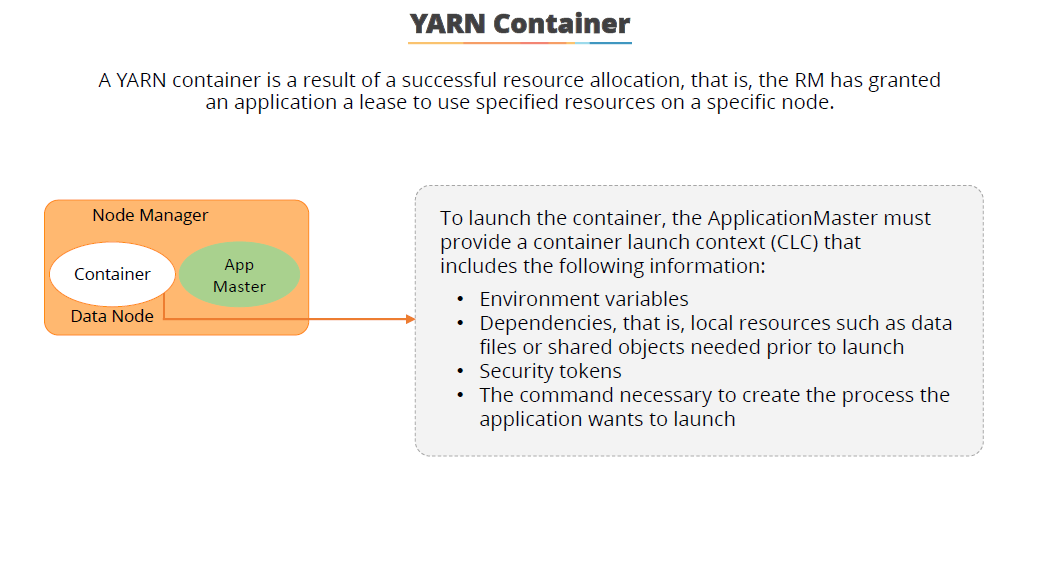 YARN Container
A YARN container is a result of a successful resource allocation, that is, the RM has granted
an application a lease to use specified resources on a specific node.
Node Manager
Container
App
Master
Data Node
To launch the container, the ApplicationMaster must
provide a container launch context (CLC) that
includes the following information:
• Environment variables
• Dependencies, that is, local resources such as data
files or shared objects needed prior to launch
• Security tokens
• The command necessary to create the process the
application wants to launch